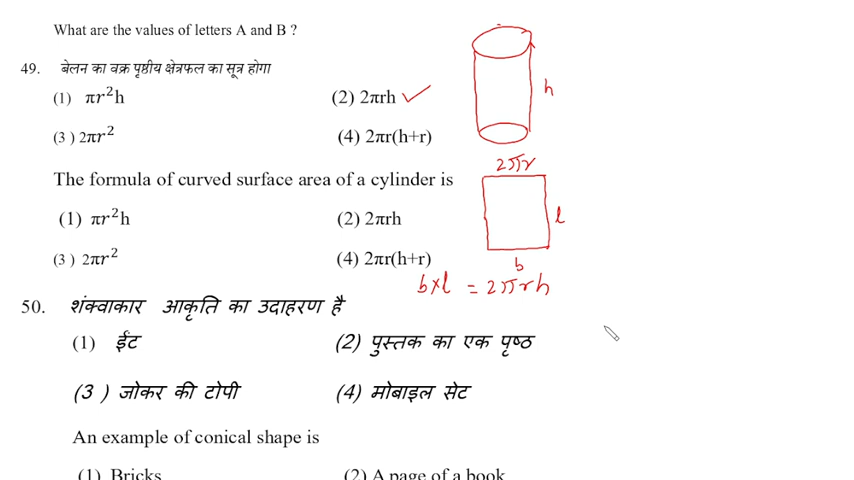 What are the values of letters A and B ?
49. बेलन का वक्र पृष्ठीय क्षेत्रफल का सूत्र होगा
(1) πr²h (2) 2πrh ✓
(3 ) 2πr² (4) 2πr(h+r)
h
2πr
The formula of curved surface area of a cylinder is
(1) πr²h (2) 2πrh
l
(3 ) 2πr² (4) 2πr(h+r)
b
b×l = 2πrh
50. शंक्वाकार आकृति का उदाहरण है
(1) ईंट (2) पुस्तक का एक पृष्ठ
(3 ) जोकर की टोपी (4) मोबाइल सेट
An example of conical shape is
(1) Bricks (2) A page of a book